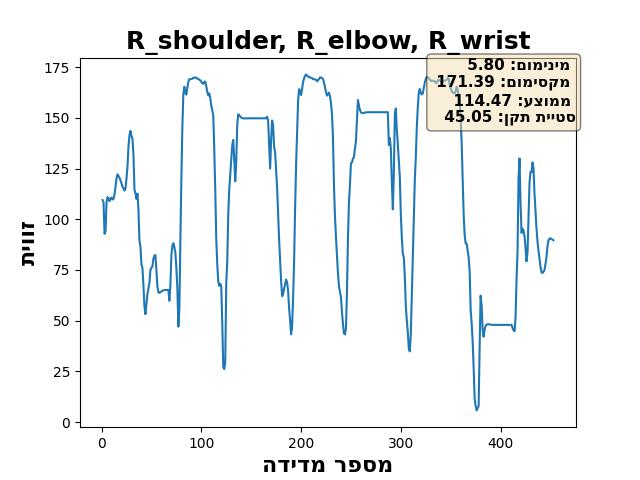 R_shoulder, R_elbow, R_wrist
מינימום: 5.80
מקסימום: 171.39
ממוצע: 114.47
סטיית תקן: 45.05
175
150
125
100
75
50
25
0
זווית
0 100 200 300 400
מספר מדידה